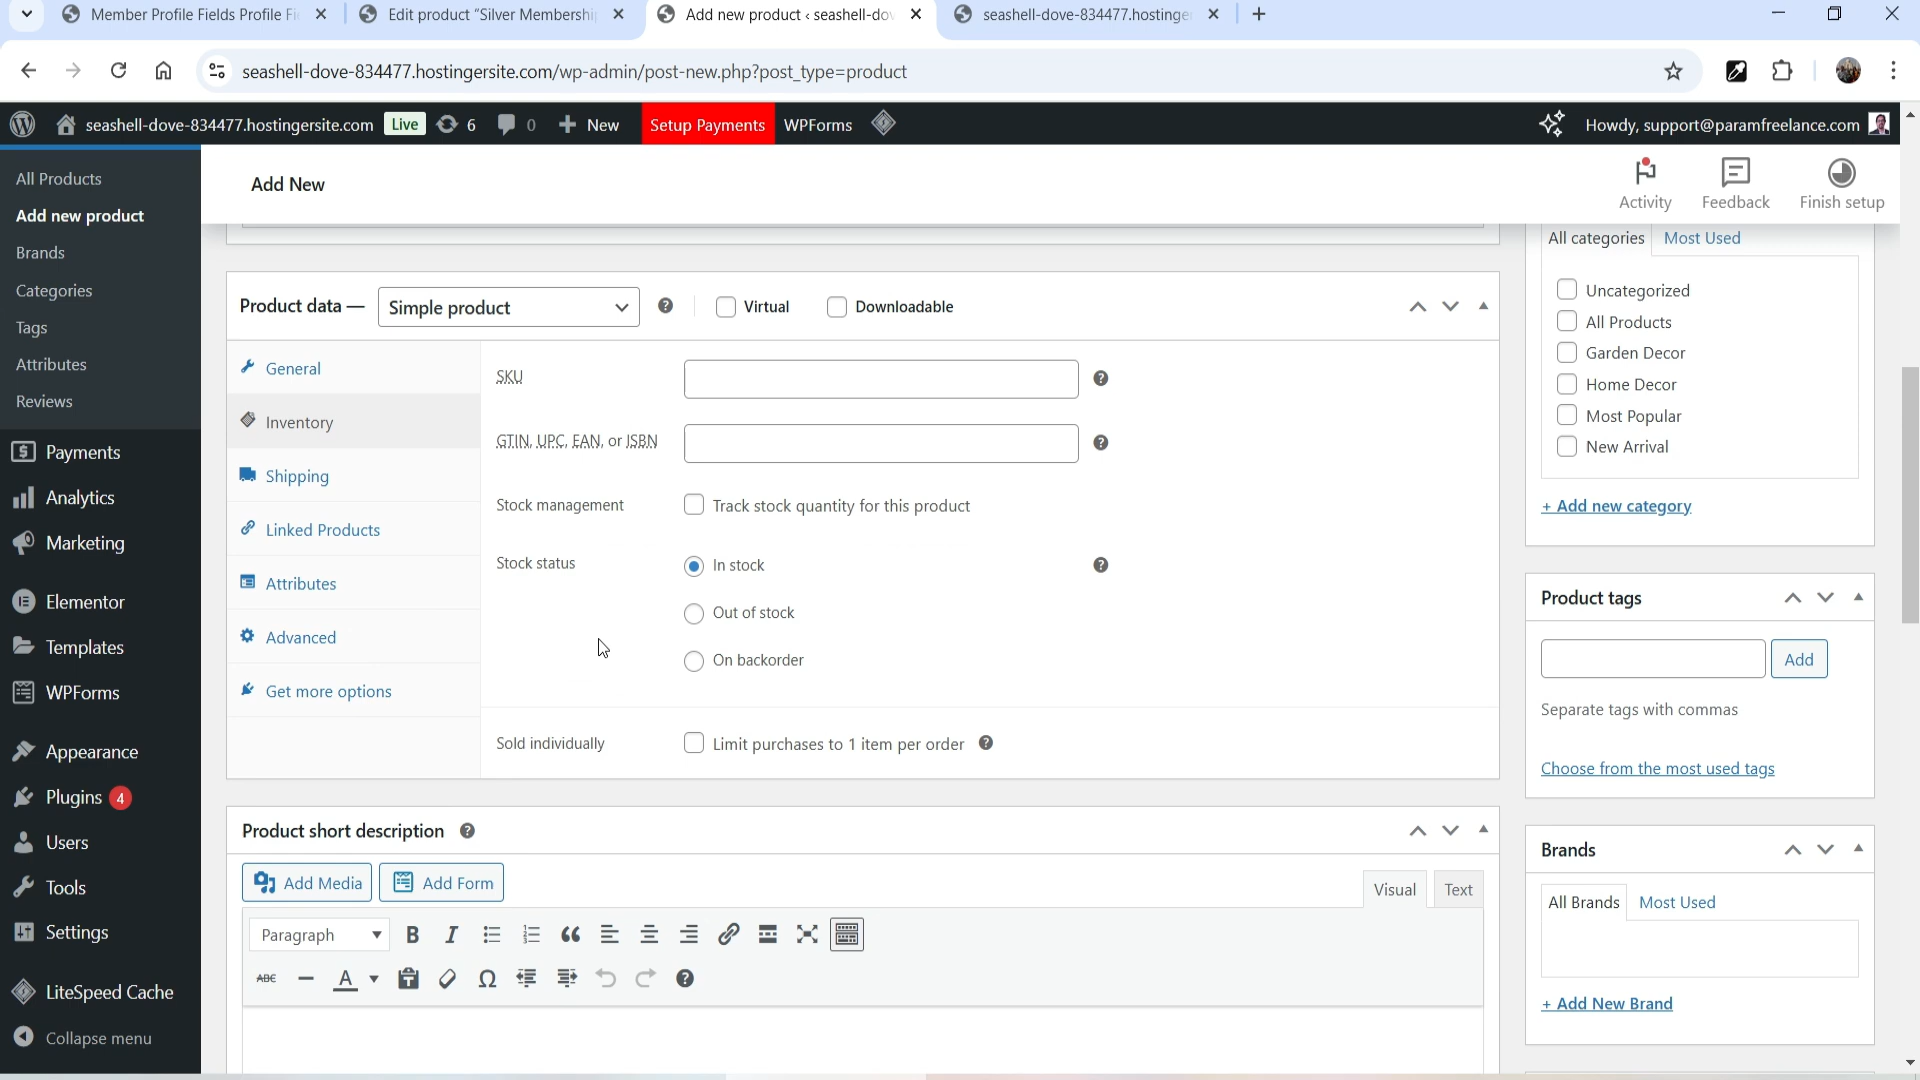 Member Profile Fields Profile Fi
Edit product "Silver Membershi
Add new product ‹ seashell-dov
seashell-dove-834477.hostinge
seashell-dove-834477.hostingersite.com/wp-admin/post-new.php?post_type=product
seashell-dove-834477.hostingersite.com Live 6 0 New Setup Payments WPForms Howdy, support@paramfreelance.com
All Products
Add new product
Brands
Categories
Tags
Attributes
Reviews
Payments
Analytics
Marketing
Elementor
Templates
WPForms
Appearance
Plugins 4
Users
Tools
Settings
LiteSpeed Cache
Collapse menu
Add New
Activity
Feedback
Finish setup
Product data — Simple product Virtual Downloadable
General
Inventory
Shipping
Linked Products
Attributes
Advanced
Get more options
SKU
GTIN, UPC, EAN, or ISBN
Stock management Track stock quantity for this product
Stock status In stock
Out of stock
On backorder
Sold individually Limit purchases to 1 item per order
Product short description
Add Media Add Form
Visual Text
Paragraph
ABC
All categories Most Used
Uncategorized
All Products
Garden Decor
Home Decor
Most Popular
New Arrival
+ Add new category
Product tags
Add
Separate tags with commas
Choose from the most used tags
Brands
All Brands Most Used
+ Add New Brand